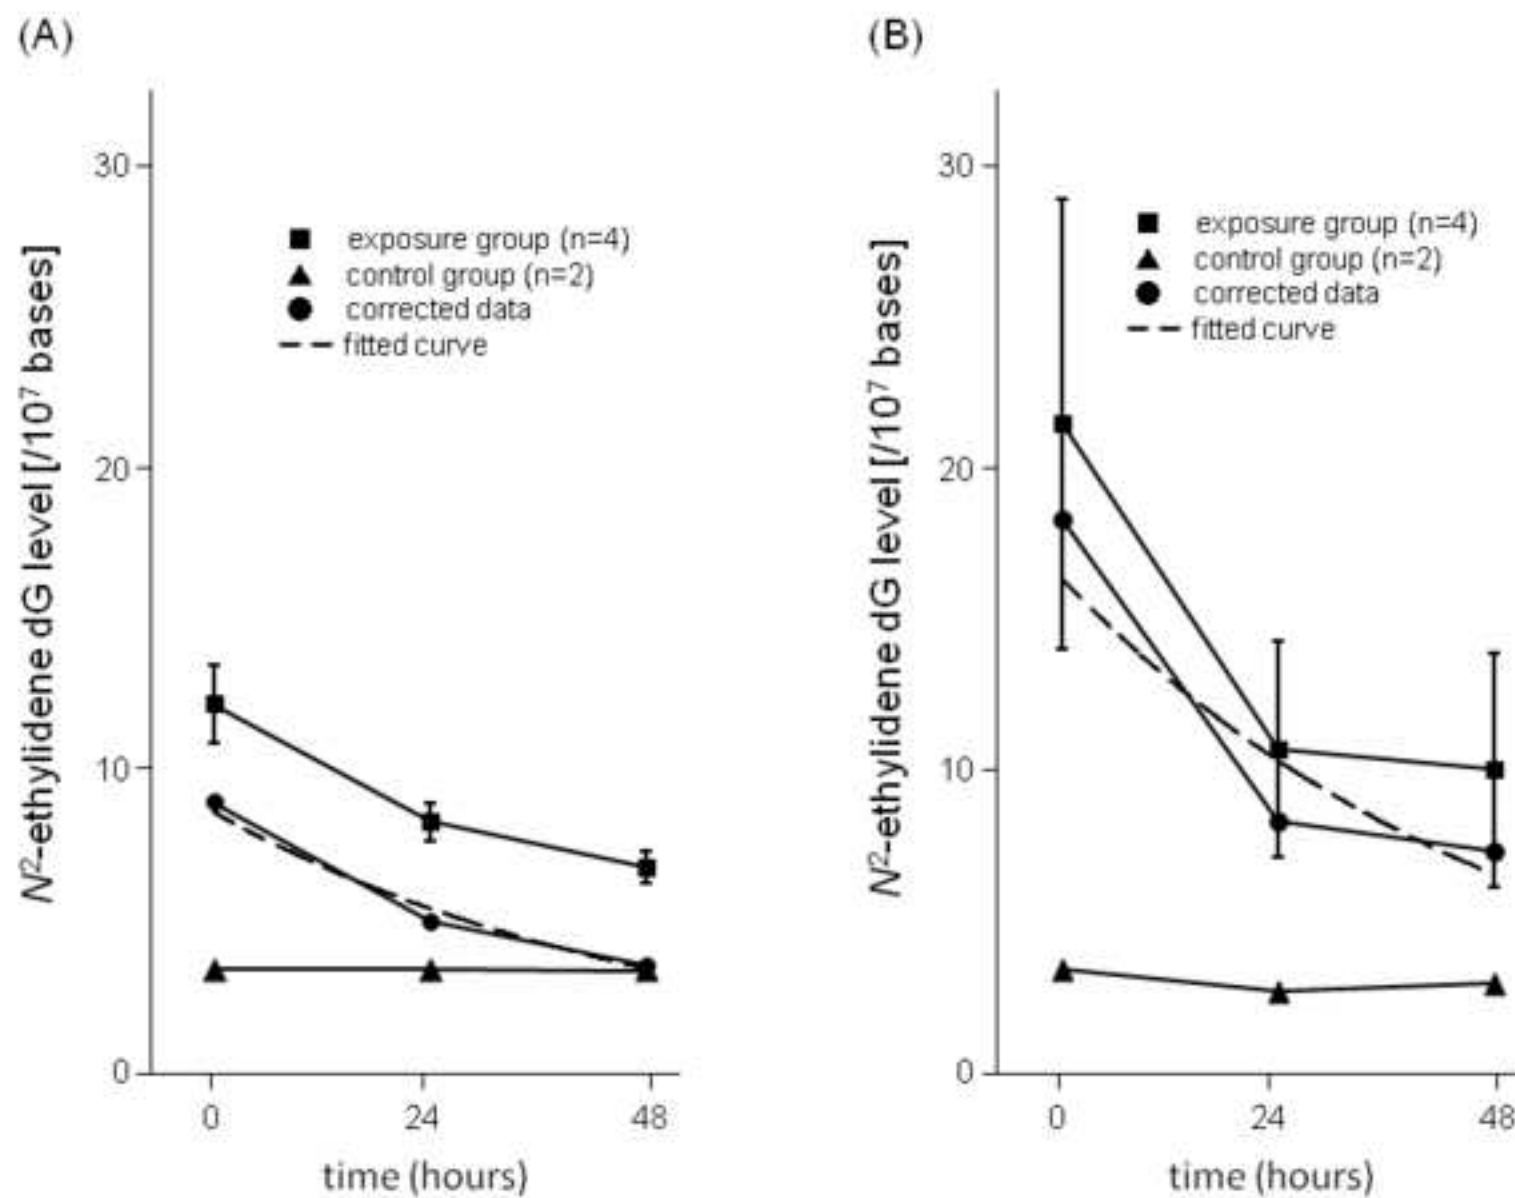 (A)
N²-ethylidene dG level [/10⁷ bases]
30
20
10
0
exposure group (n=4)
control group (n=2)
corrected data
fitted curve
0 24 48
time (hours)
(B)
N²-ethylidene dG level [/10⁷ bases]
30
20
10
0
exposure group (n=4)
control group (n=2)
corrected data
fitted curve
0 24 48
time (hours)